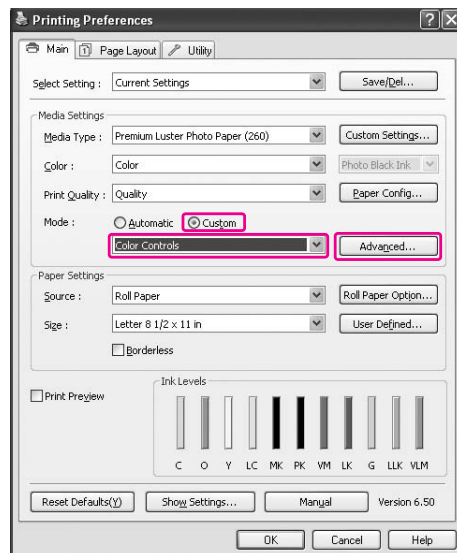 Printing Preferences
Main Page Layout Utility
Select Setting : Current Settings Save/Del...
Media Settings
Media Type : Premium Luster Photo Paper (260) Custom Settings...
Color : Color Photo Black Ink
Print Quality : Quality Paper Config...
Mode : Automatic Custom
Color Controls Advanced...
Paper Settings
Source : Roll Paper Roll Paper Option...
Size : Letter 8 1/2 x 11 in User Defined...
Borderless
Print Preview
Ink Levels
C O Y LC MK PK VM LK G LLK VLM
Reset Defaults(Y) Show Settings... Manual Version 6.50
OK Cancel Help